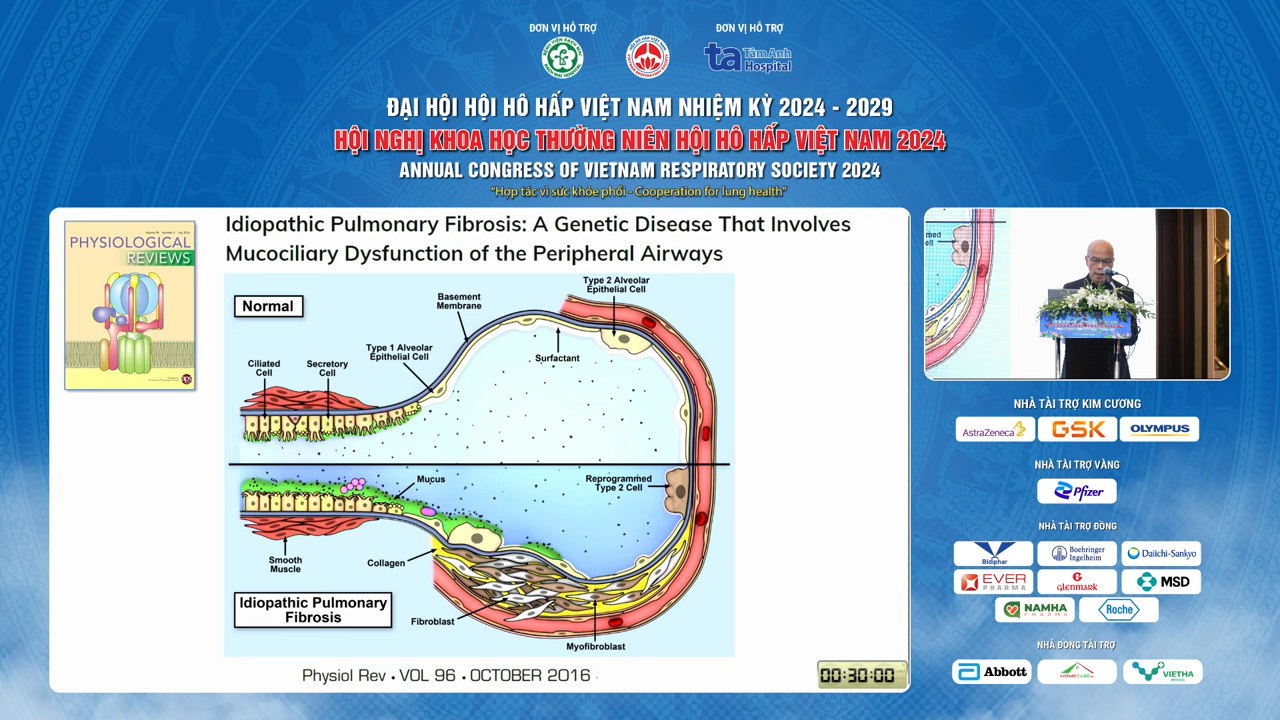 ĐƠN VỊ HỖ TRỢ
ĐƠN VỊ HỖ TRỢ
ta TâmAnh
Hospital
ĐẠI HỘI HỘI HÔ HẤP VIỆT NAM NHIỆM KỲ 2024 - 2029
HỘI NGHỊ KHOA HỌC THƯỜNG NIÊN HỘI HÔ HẤP VIỆT NAM 2024
ANNUAL CONGRESS OF VIETNAM RESPIRATORY SOCIETY 2024
“Hợp tác vì sức khỏe phổi - Cooperation for lung health”
PHYSIOLOGICAL
REVIEWS
Idiopathic Pulmonary Fibrosis: A Genetic Disease That Involves
Mucociliary Dysfunction of the Peripheral Airways
Normal
Type 2 Alveolar
Epithelial Cell
Basement
Membrane
Type 1 Alveolar
Epithelial Cell
Surfactant
Ciliated
Cell
Secretory
Cell
Mucus
Reprogrammed
Type 2 Cell
Smooth
Muscle
Collagen
Idiopathic Pulmonary
Fibrosis
Fibroblast
Myofibroblast
Physiol Rev • VOL 96 • OCTOBER 2016
00:30:00
med
ell
NHÀ TÀI TRỢ KIM CƯƠNG
AstraZeneca
GSK
OLYMPUS
NHÀ TÀI TRỢ VÀNG
Pfizer
NHÀ TÀI TRỢ ĐỒNG
Bidiphar
Boehringer
Ingelheim
Daiichi-Sankyo
EVER
PHARMA
GLENMARK
MSD
NAMHA
PHARMA
Roche
NHÀ ĐỒNG TÀI TRỢ
Abbott
HOMECARE
VIETHA